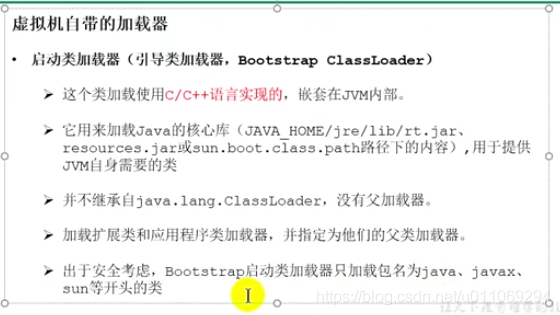 虚拟机自带的加载器
• 启动类加载器（引导类加载器，Bootstrap ClassLoader）
➢ 这个类加载使用C/C++语言实现的，嵌套在JVM内部。
➢ 它用来加载Java的核心库（JAVA_HOME/jre/lib/rt.jar、
resources.jar或sun.boot.class.path路径下的内容）,用于提供
JVM自身需要的类
➢ 并不继承自java.lang.ClassLoader，没有父加载器。
➢ 加载扩展类和应用程序类加载器，并指定为他们的父类加载器。
➢ 出于安全考虑，Bootstrap启动类加载器只加载包名为java、javax、
sun等开头的类
https://blog.csdn.net/u011069294